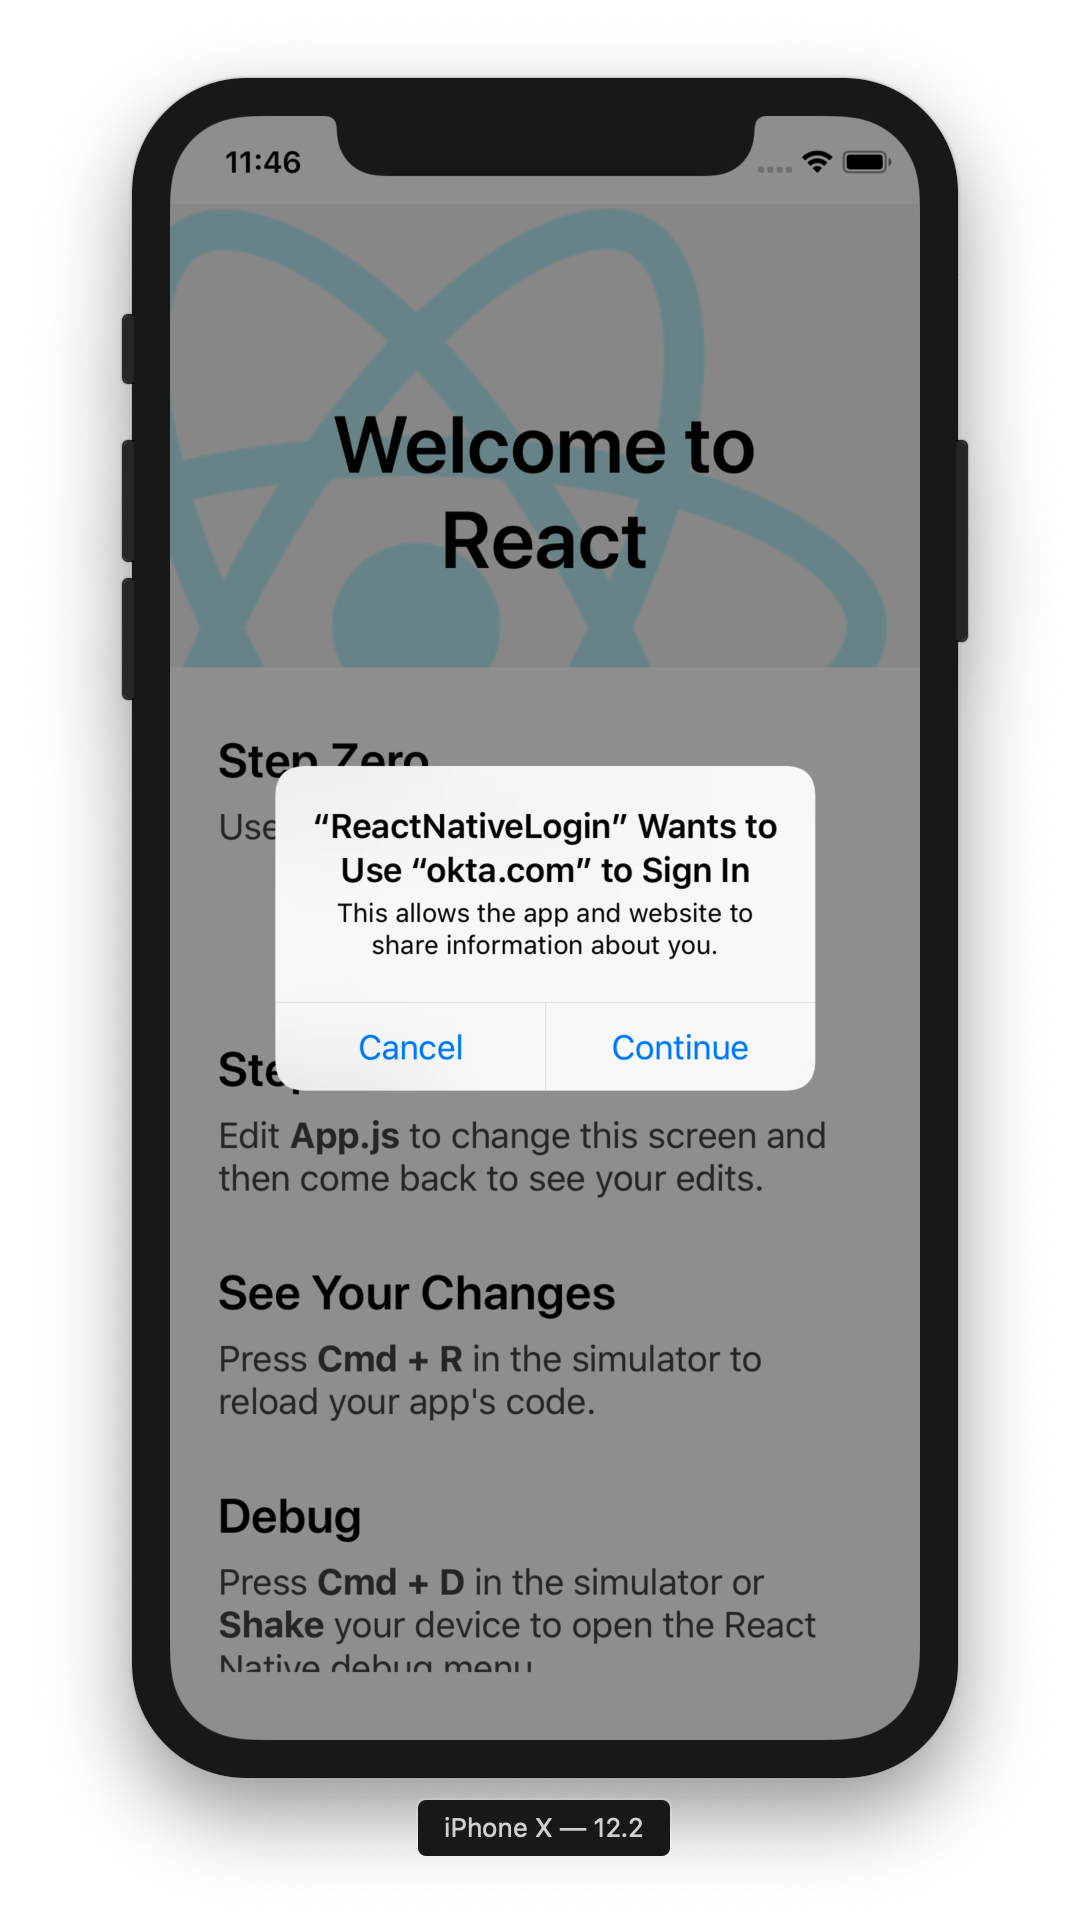 11:46
Welcome to
React
Step Zero
Use
“ReactNativeLogin” Wants to
Use “okta.com” to Sign In
This allows the app and website to
share information about you.
Cancel
Continue
Edit App.js to change this screen and
then come back to see your edits.
See Your Changes
Press Cmd + R in the simulator to
reload your app's code.
Debug
Press Cmd + D in the simulator or
Shake your device to open the React
Native debug menu
iPhone X — 12.2